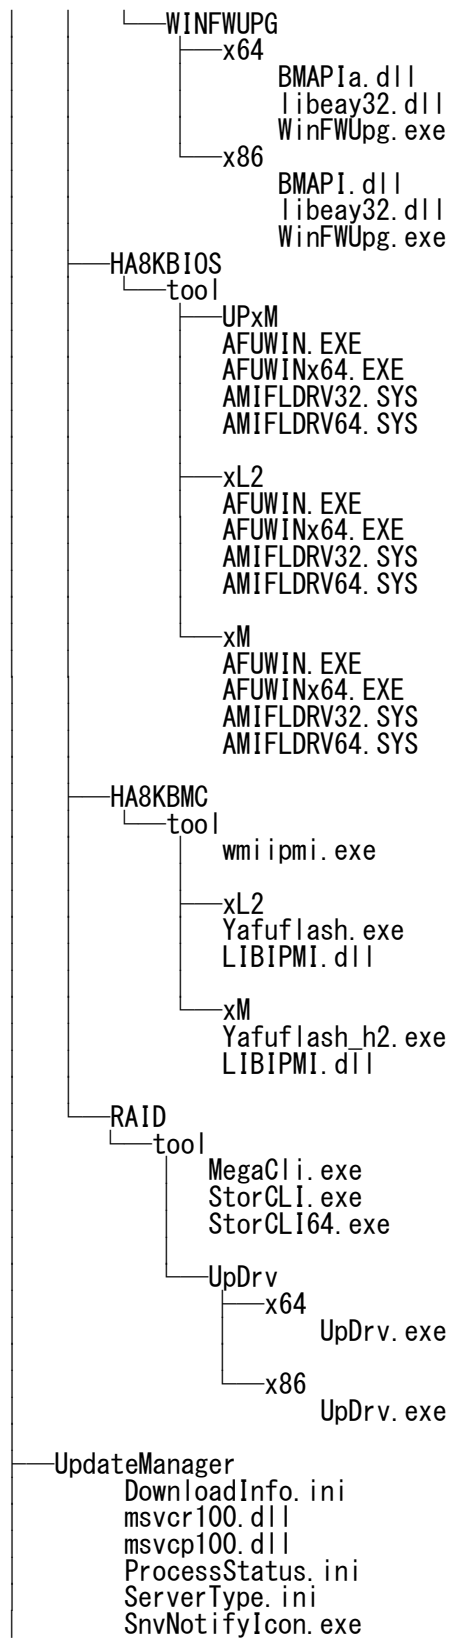 WINFWUPG
x64
BMAPIa.dll
libeay32.dll
WinFWUpg.exe
x86
BMAPI.dll
libeay32.dll
WinFWUpg.exe
HA8KBIOS
tool
UPxM
AFUWIN.EXE
AFUWINx64.EXE
AMIFLDRV32.SYS
AMIFLDRV64.SYS
xL2
AFUWIN.EXE
AFUWINx64.EXE
AMIFLDRV32.SYS
AMIFLDRV64.SYS
xM
AFUWIN.EXE
AFUWINx64.EXE
AMIFLDRV32.SYS
AMIFLDRV64.SYS
HA8KBMC
tool
wmiipmi.exe
xL2
Yafuflash.exe
LIBIPMI.dll
xM
Yafuflash_h2.exe
LIBIPMI.dll
RAID
tool
MegaCli.exe
StorCLI.exe
StorCLI64.exe
UpDrv
x64
UpDrv.exe
x86
UpDrv.exe
UpdateManager
DownloadInfo.ini
msvcr100.dll
msvcp100.dll
ProcessStatus.ini
ServerType.ini
SnvNotifyIcon.exe